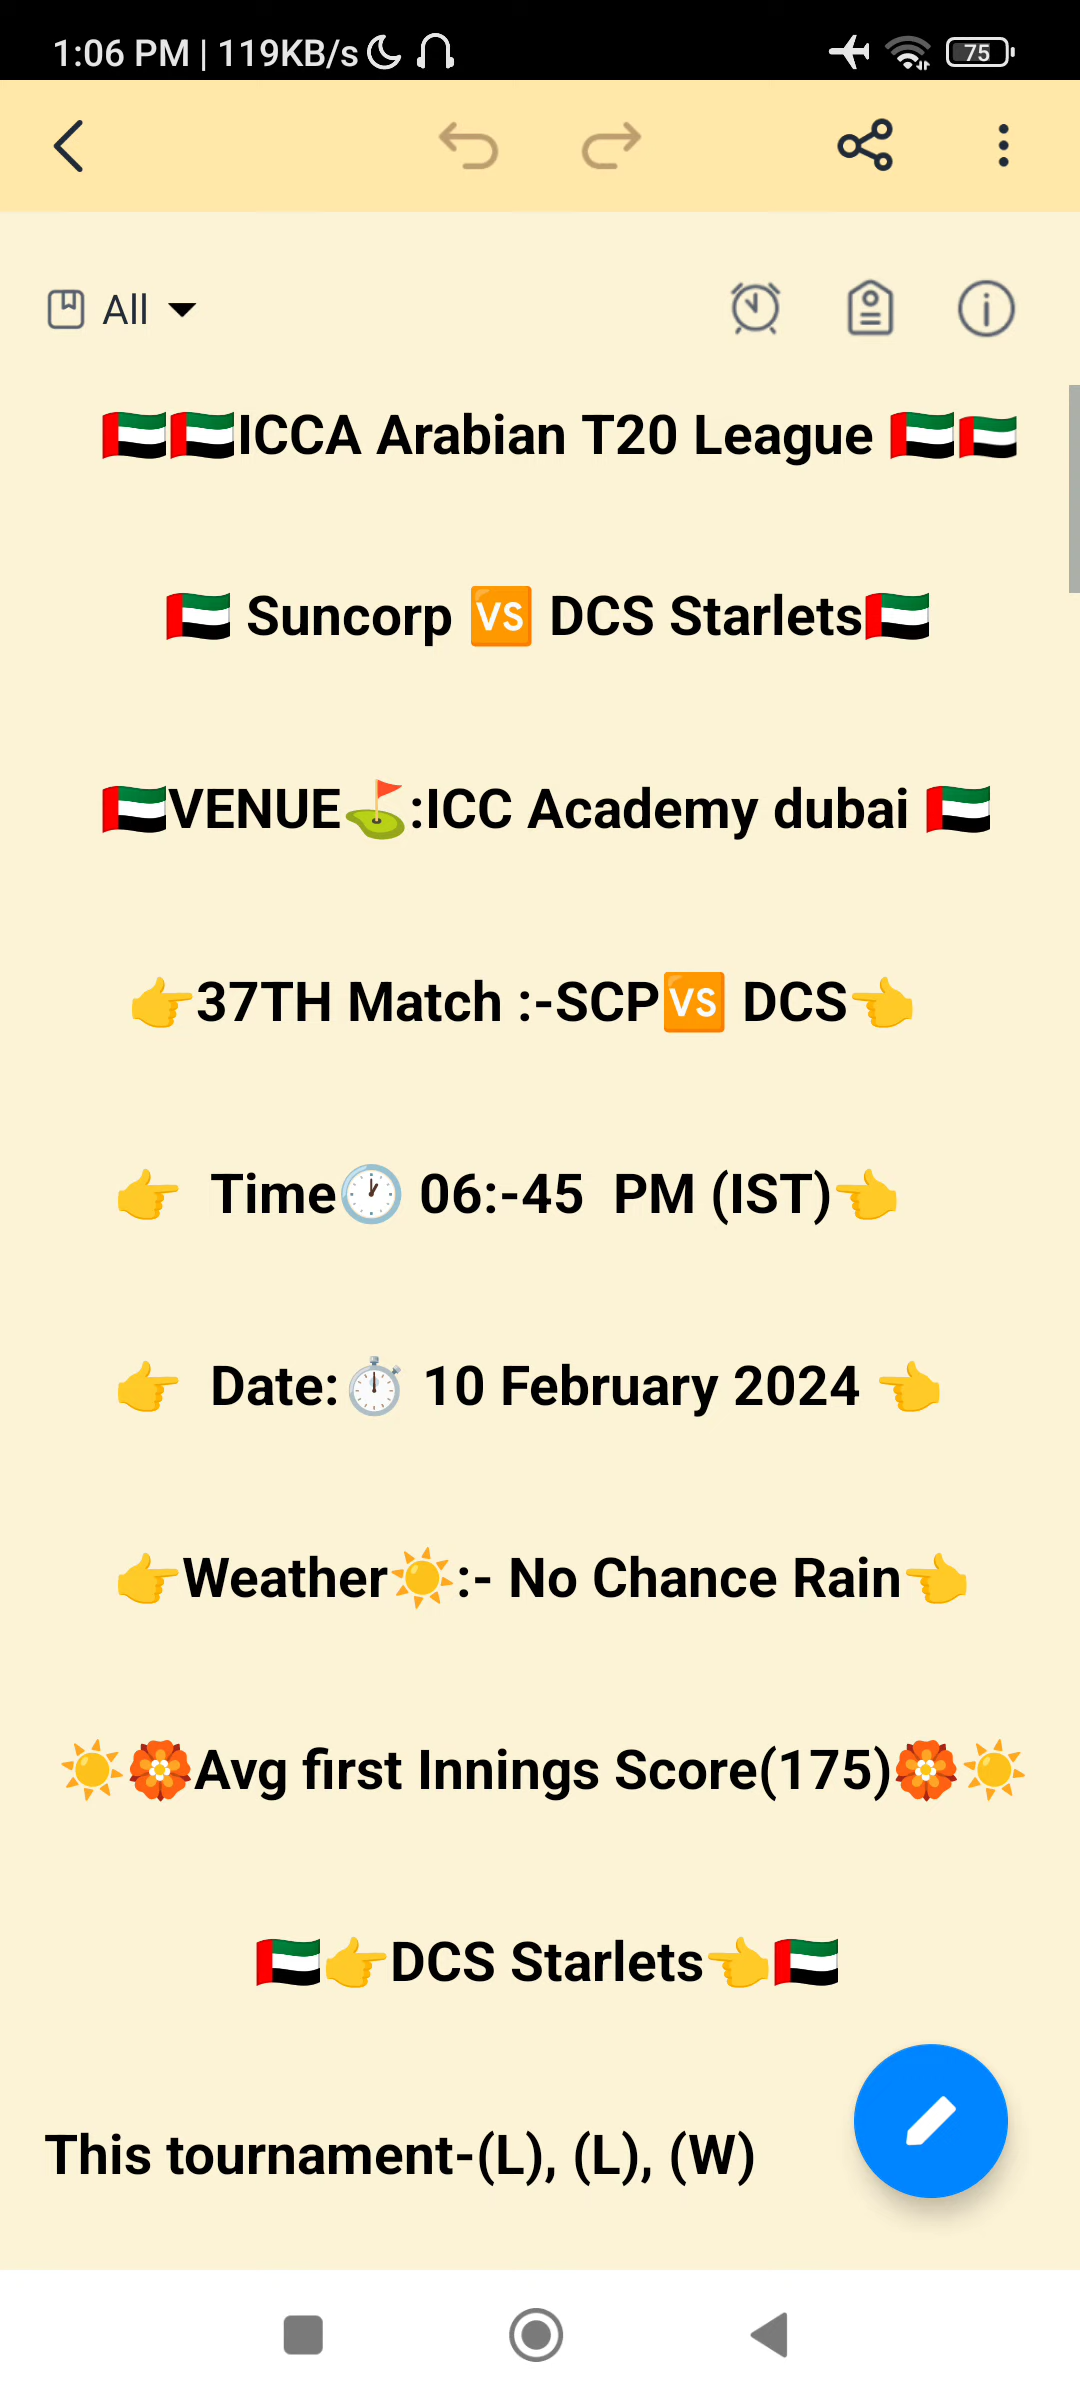 1:06 PM | 119KB/s
75
All
🇦🇪🇦🇪ICCA Arabian T20 League 🇦🇪🇦🇪
🇦🇪 Suncorp 🆚 DCS Starlets🇦🇪
🇦🇪VENUE⛳:ICC Academy dubai 🇦🇪
👉37TH Match :-SCP🆚 DCS👈
👉 Time🕐 06:-45 PM (IST)👈
👉 Date:⏱️ 10 February 2024 👈
👉Weather☀️:- No Chance Rain👈
☀️🏵️Avg first Innings Score(175)🏵️☀️
🇦🇪👉DCS Starlets👈🇦🇪
This tournament-(L), (L), (W)